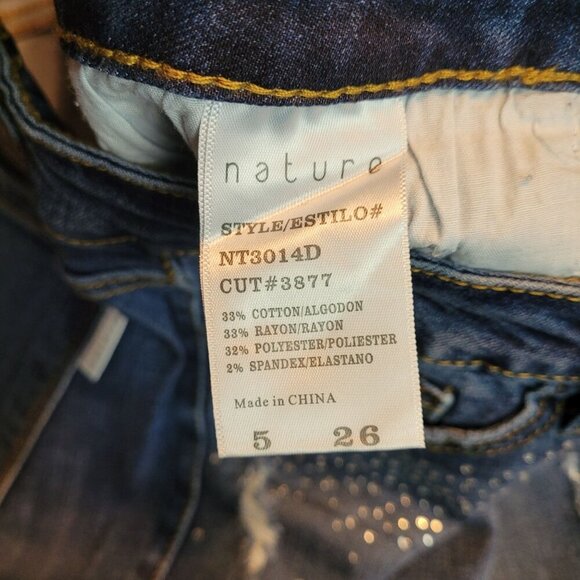 nature
STYLE/ESTILO#
NT3014D
CUT#3877
33% COTTON/ALGODON
33% RAYON/RAYON
32% POLYESTER/POLIESTER
2% SPANDEX/ELASTANO
Made in CHINA
5 26